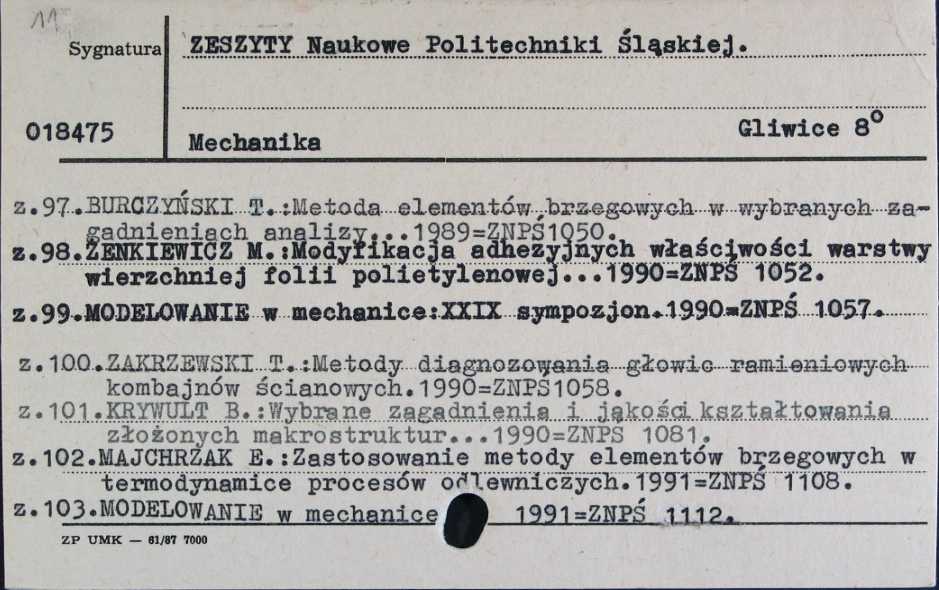 11
Sygnatura
ZESZYTY Naukowe Politechniki Śląskiej.
018475
Mechanika
Gliwice 8º
z.97.BURCZYŃSKI T.:Metoda elementów brzegowych w wybranych za-
gadnieniach analizy...1989=ZNPŚ1050.
z.98.ŻENKIEWICZ M.:Modyfikacja adhezyjnych właściwości warstwy
wierzchniej folii polietylenowej...1990=ZNPŚ 1052.
z.99.MODELOWANIE w mechanice:XXIX sympozjon.1990=ZNPŚ 1057.
z.100.ZAKRZEWSKI T.:Metody diagnozowania głowic ramieniowych
kombajnów ścianowych.1990=ZNPŚ1058.
z.101.KRYWULT B.:Wybrane zagadnienia i jakości kształtowania
złożonych makrostruktur...1990=ZNPS 1081.
z.102.MAJCHRZAK E.:Zastosowanie metody elementów brzegowych w
termodynamice procesów odlewniczych.1991=ZNPŚ 1108.
z.103.MODELOWANIE w mechanice 1991=ZNPŚ 1112.
ZP UMK — 61/87 7000